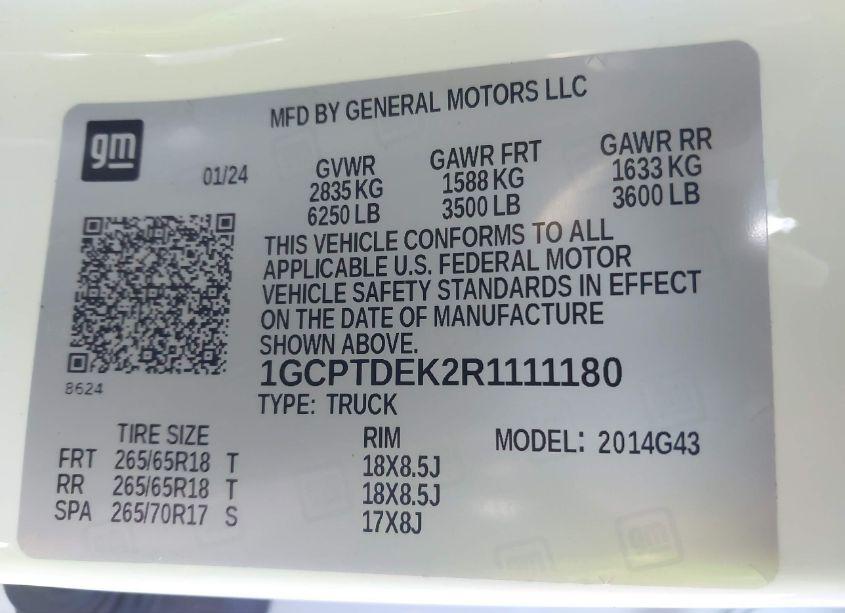 gm
MFD BY GENERAL MOTORS LLC
01/24
GVWR GAWR FRT GAWR RR
2835 KG 1588 KG 1633 KG
6250 LB 3500 LB 3600 LB
THIS VEHICLE CONFORMS TO ALL
APPLICABLE U.S. FEDERAL MOTOR
VEHICLE SAFETY STANDARDS IN EFFECT
ON THE DATE OF MANUFACTURE
SHOWN ABOVE.
8624
1GCPTDEK2R1111180
TYPE: TRUCK
TIRE SIZE RIM MODEL: 2014G43
FRT 265/65R18 T 18X8.5J
RR 265/65R18 T 18X8.5J
SPA 265/70R17 S 17X8J
gm